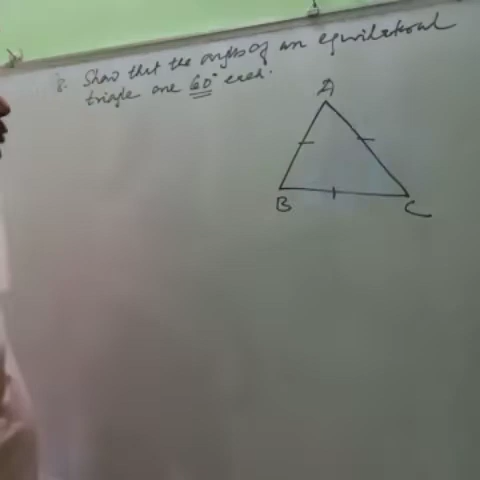 8. Show that the angles of an equilateral
triangle are 60° each.
A
B
C